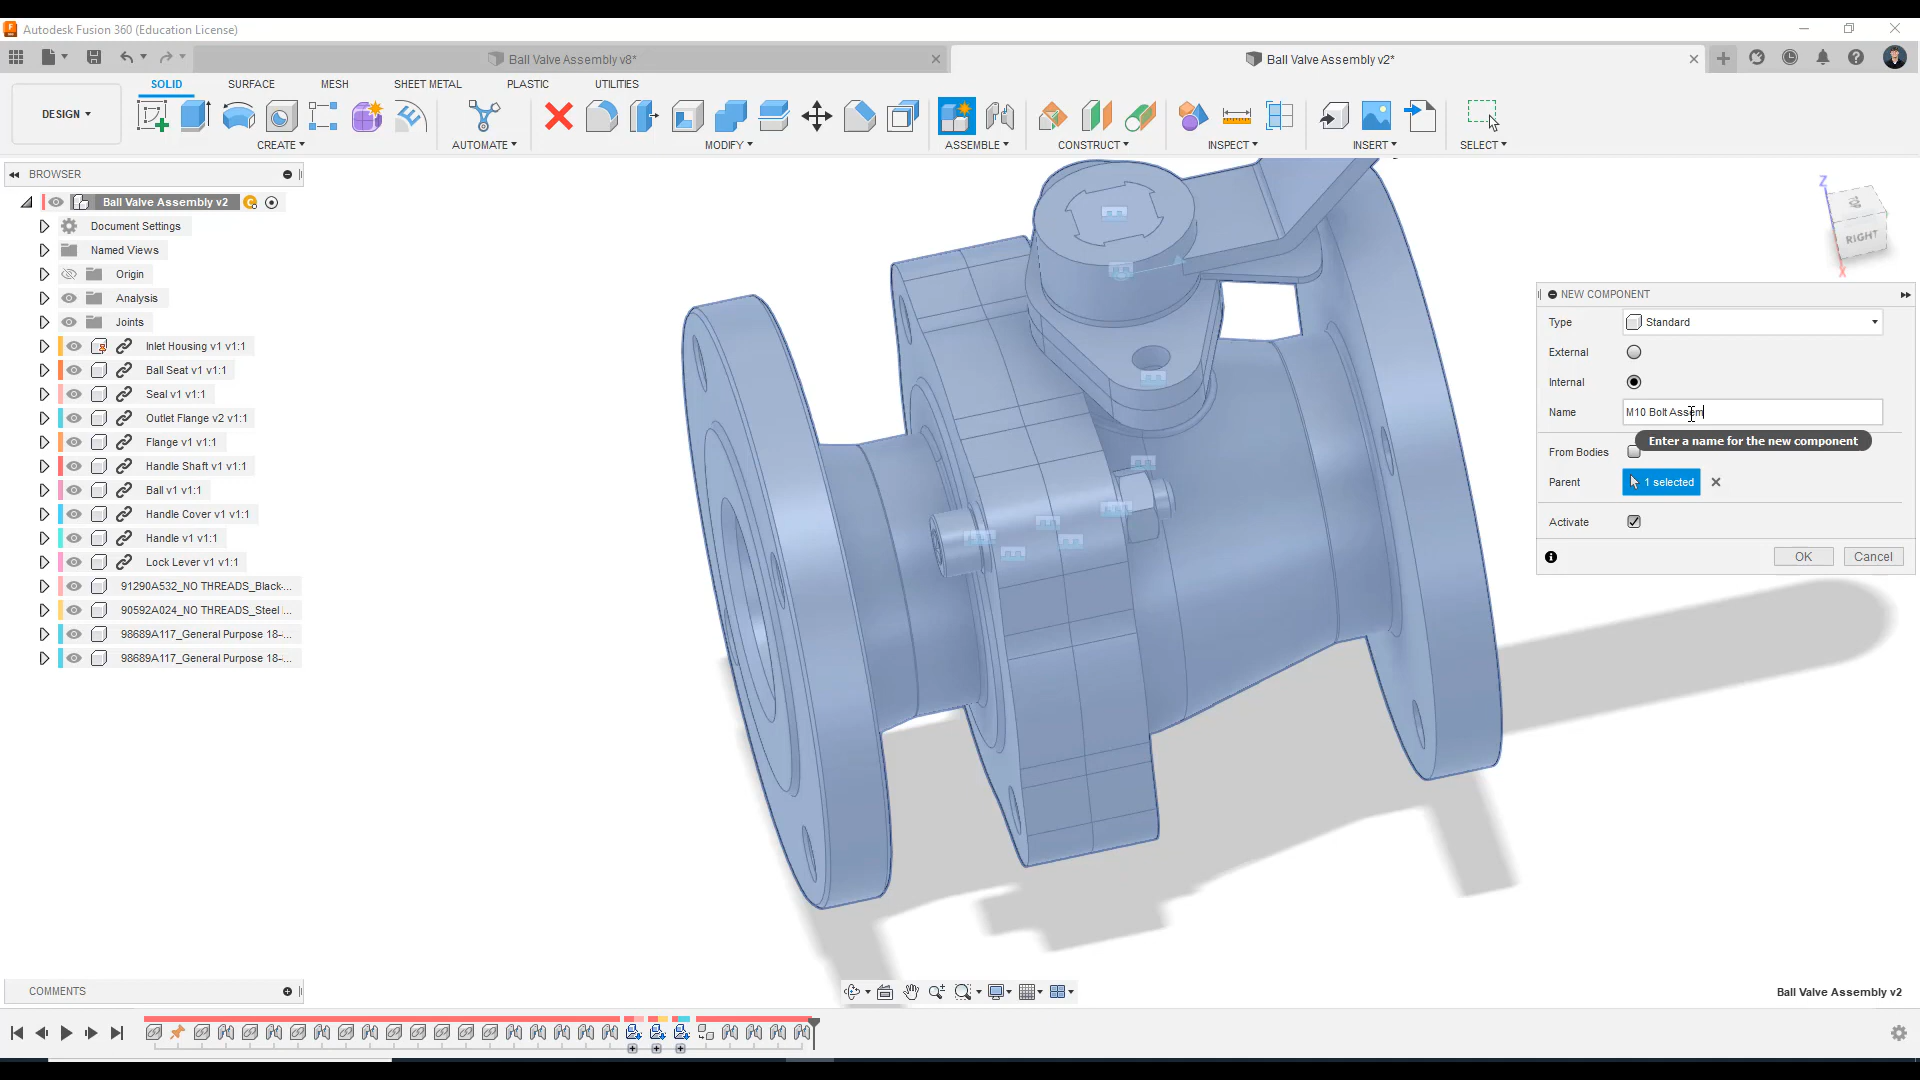 Autodesk Fusion 360 (Education License)
Ball Valve Assembly v8*
Ball Valve Assembly v2*
DESIGN
SOLID
SURFACE
MESH
SHEET METAL
PLASTIC
UTILITIES
CREATE
AUTOMATE
MODIFY
ASSEMBLE
CONSTRUCT
INSPECT
INSERT
SELECT
BROWSER
Ball Valve Assembly v2
Document Settings
Named Views
Origin
Analysis
Joints
Inlet Housing v1 v1:1
Ball Seat v1 v1:1
Seal v1 v1:1
Outlet Flange v2 v1:1
Flange v1 v1:1
Handle Shaft v1 v1:1
Ball v1 v1:1
Handle Cover v1 v1:1
Handle v1 v1:1
Lock Lever v1 v1:1
91290A532_NO THREADS_Black-...
90592A024_NO THREADS_Steel ...
98689A117_General Purpose 18-...
98689A117_General Purpose 18-...
Z
RIGHT
X
NEW COMPONENT
Type
Standard
External
Internal
Name
M10 Bolt Assem
Enter a name for the new component
From Bodies
Parent
1 selected
Activate
OK
Cancel
COMMENTS
Ball Valve Assembly v2